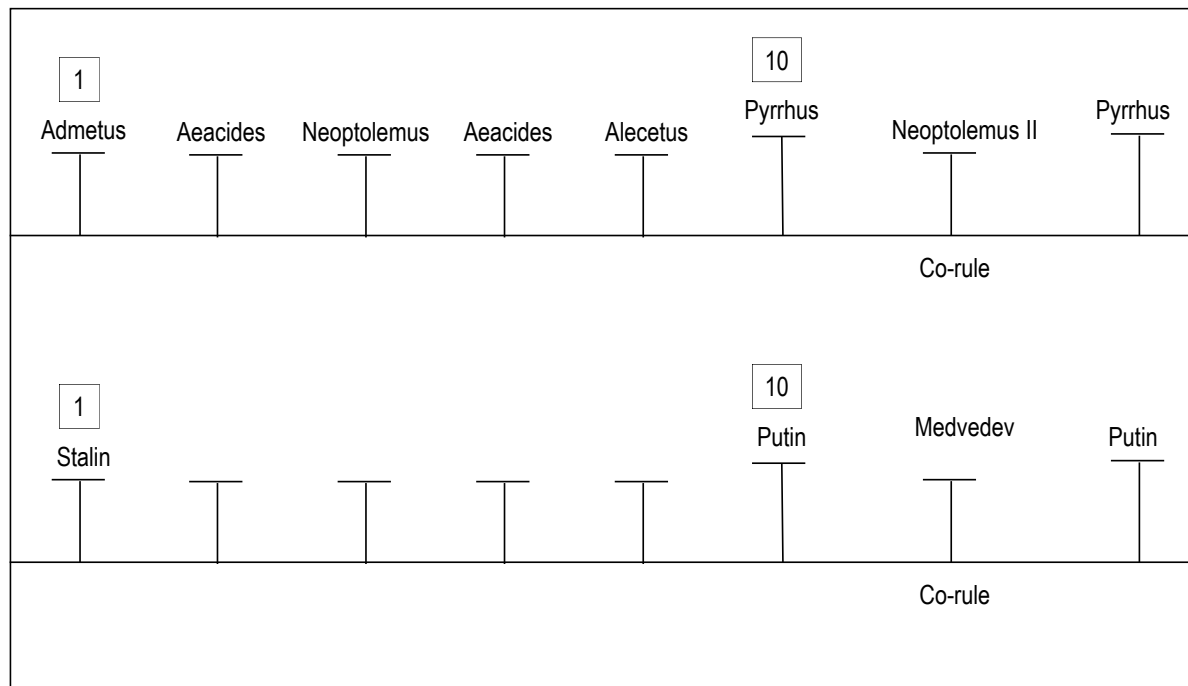 1
10
Admetus
Aeacides
Neoptolemus
Aeacides
Alecetus
Pyrrhus
Neoptolemus II
Pyrrhus
Co-rule
1
10
Stalin
Putin
Medvedev
Putin
Co-rule